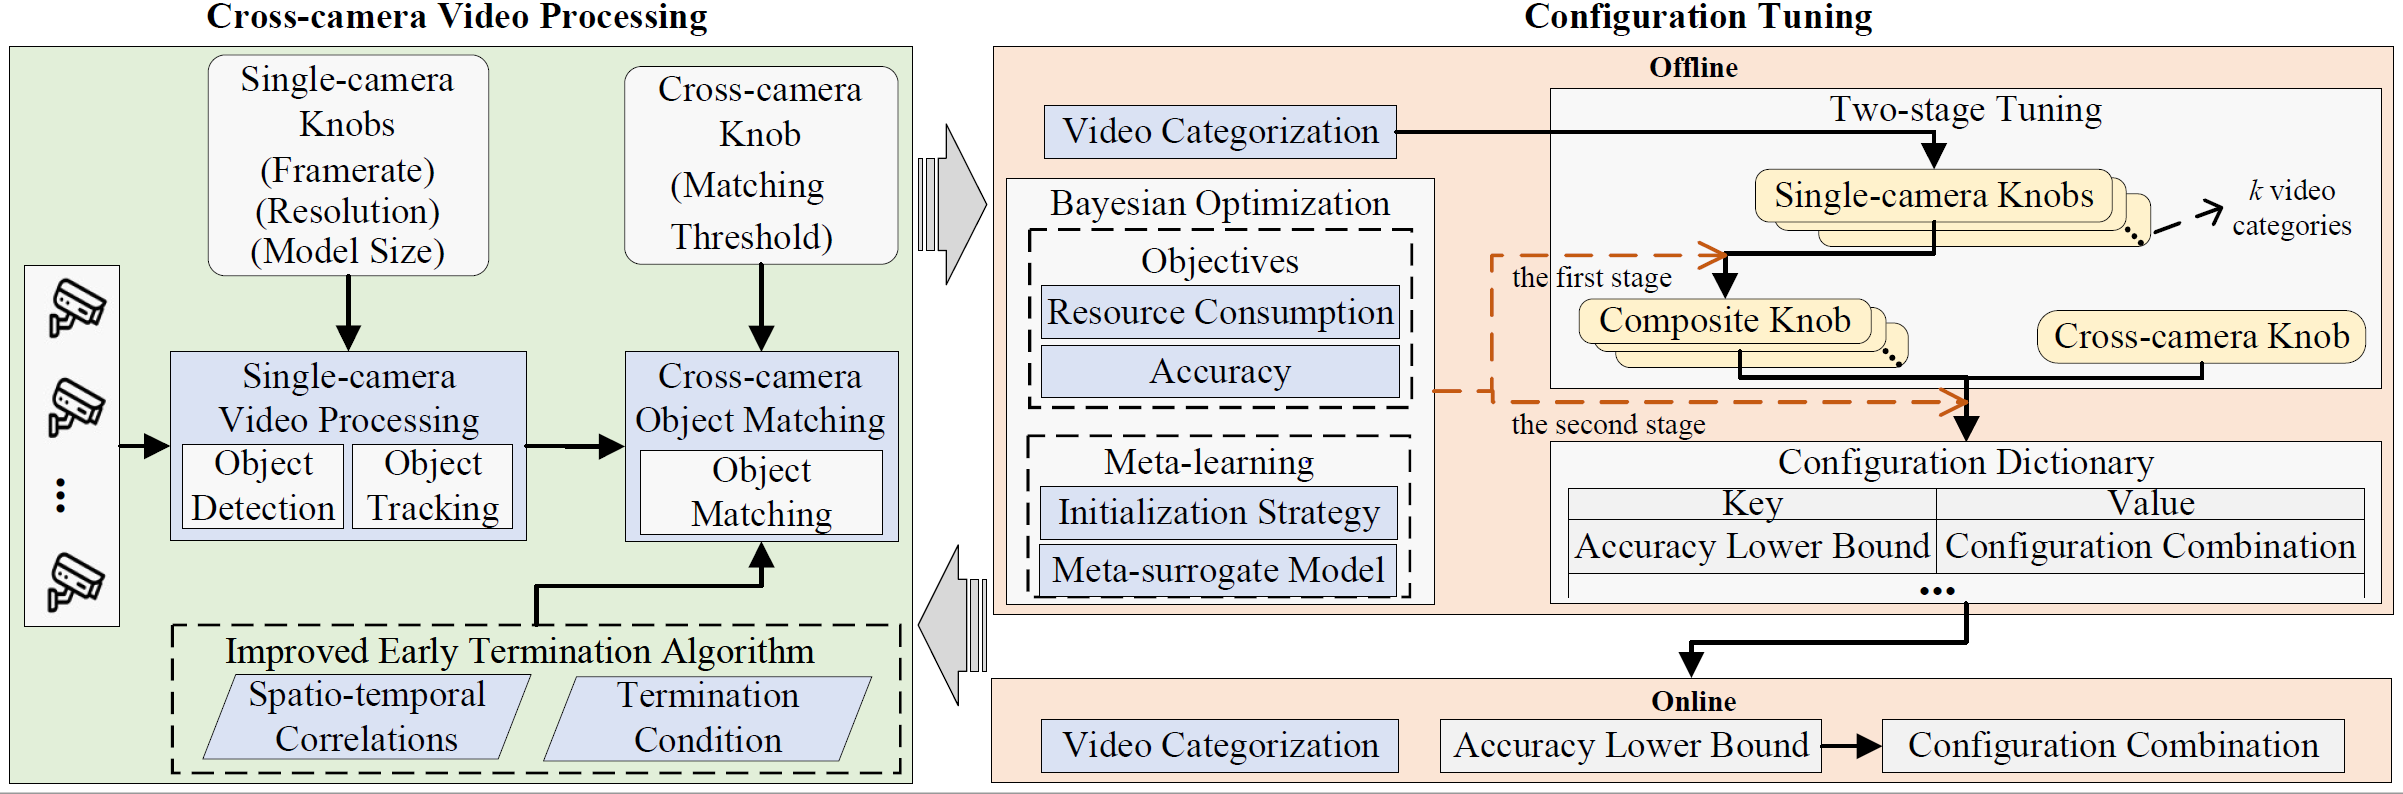 Cross-camera Video Processing
Single-camera
Knobs
(Framerate)
(Resolution)
(Model Size)
Cross-camera
Knob
(Matching
Threshold)
Single-camera
Video Processing
Object
Detection
Object
Tracking
Cross-camera
Object Matching
Object
Matching
...
Improved Early Termination Algorithm
Spatio-temporal
Correlations
Termination
Condition
Configuration Tuning
Offline
Video Categorization
Bayesian Optimization
Objectives
Resource Consumption
Accuracy
Meta-learning
Initialization Strategy
Meta-surrogate Model
Two-stage Tuning
Single-camera Knobs
k video
categories
the first stage
Composite Knob
Cross-camera Knob
the second stage
Configuration Dictionary
Key Value
Accuracy Lower Bound Configuration Combination
...
Online
Video Categorization
Accuracy Lower Bound
Configuration Combination